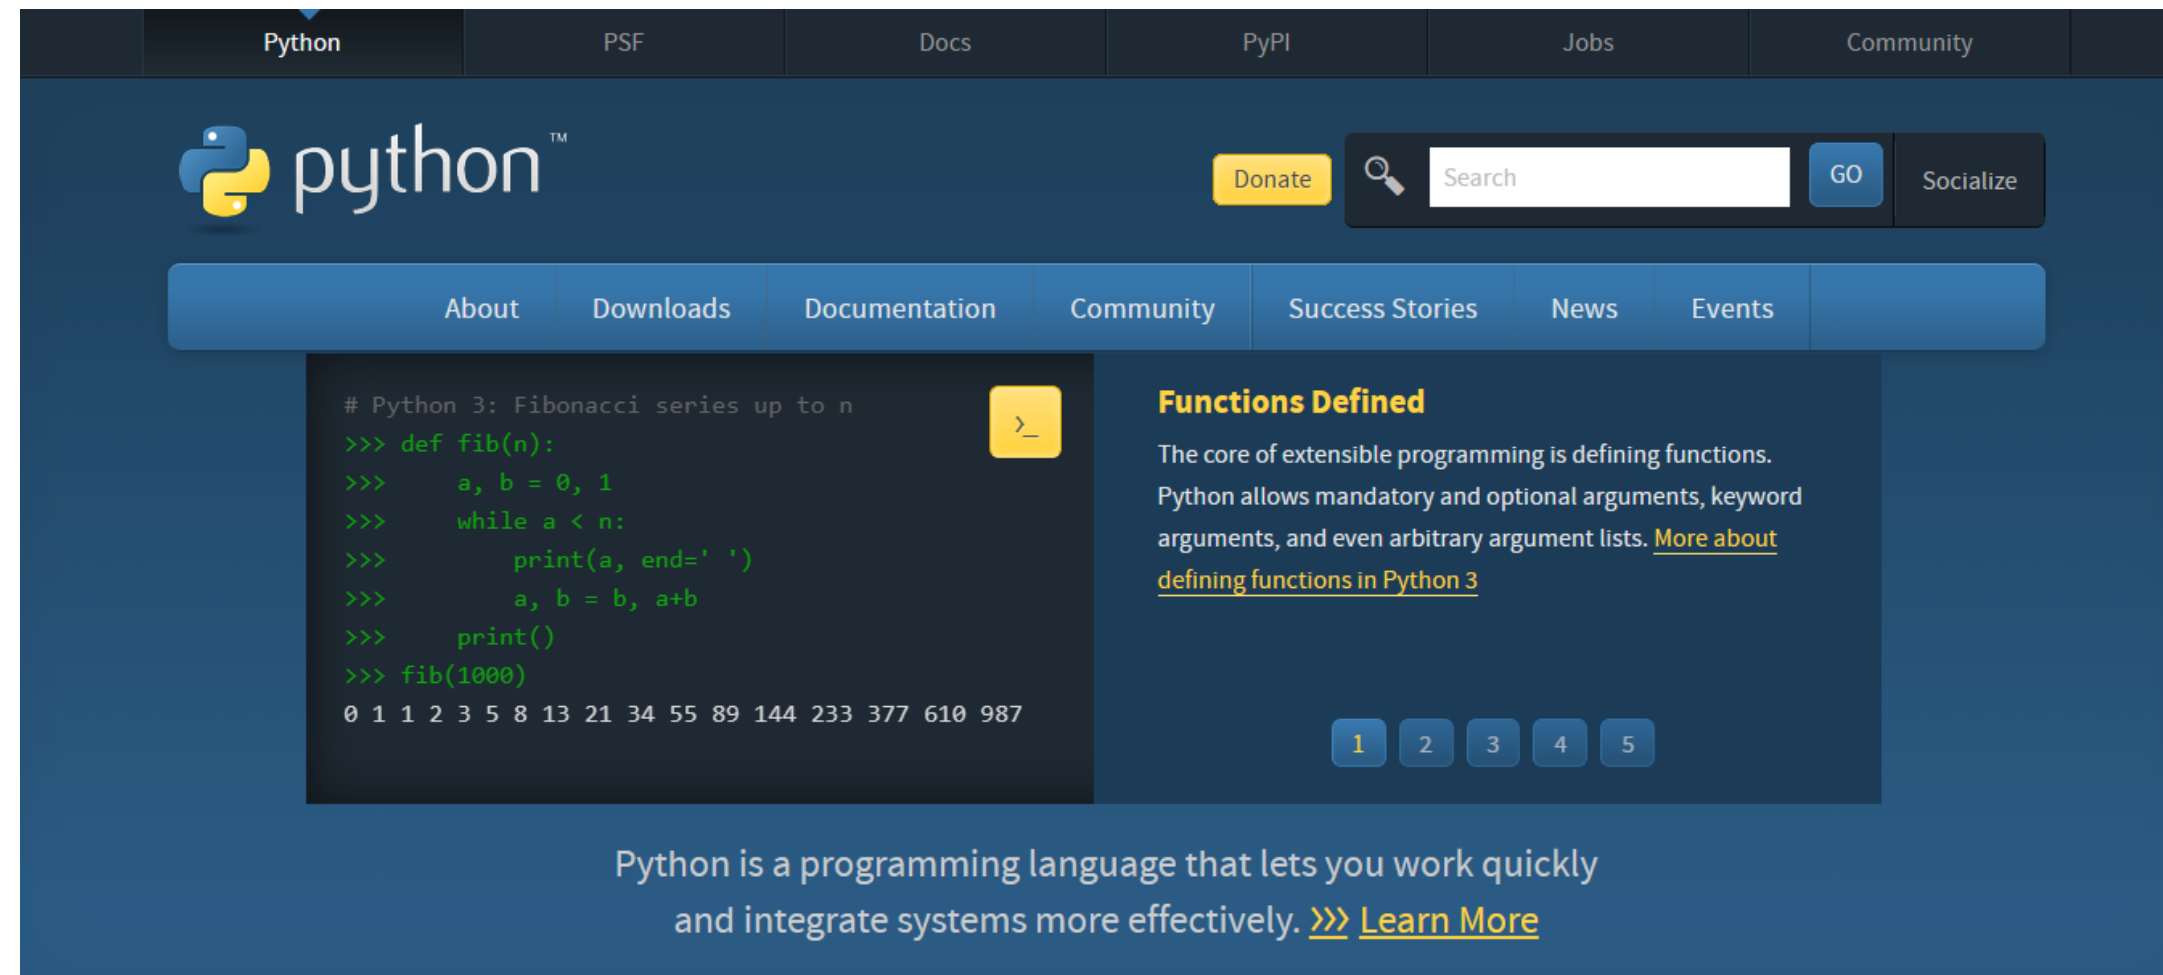 Python PSF Docs PyPI Jobs Community
python™
Donate Search GO Socialize
About Downloads Documentation Community Success Stories News Events
# Python 3: Fibonacci series up to n
>>> def fib(n):
>>>     a, b = 0, 1
>>>     while a < n:
>>>         print(a, end=' ')
>>>         a, b = b, a+b
>>>     print()
>>> fib(1000)
0 1 1 2 3 5 8 13 21 34 55 89 144 233 377 610 987
>_
Functions Defined
The core of extensible programming is defining functions.
Python allows mandatory and optional arguments, keyword
arguments, and even arbitrary argument lists. More about
defining functions in Python 3
1 2 3 4 5
Python is a programming language that lets you work quickly
and integrate systems more effectively. >>> Learn More